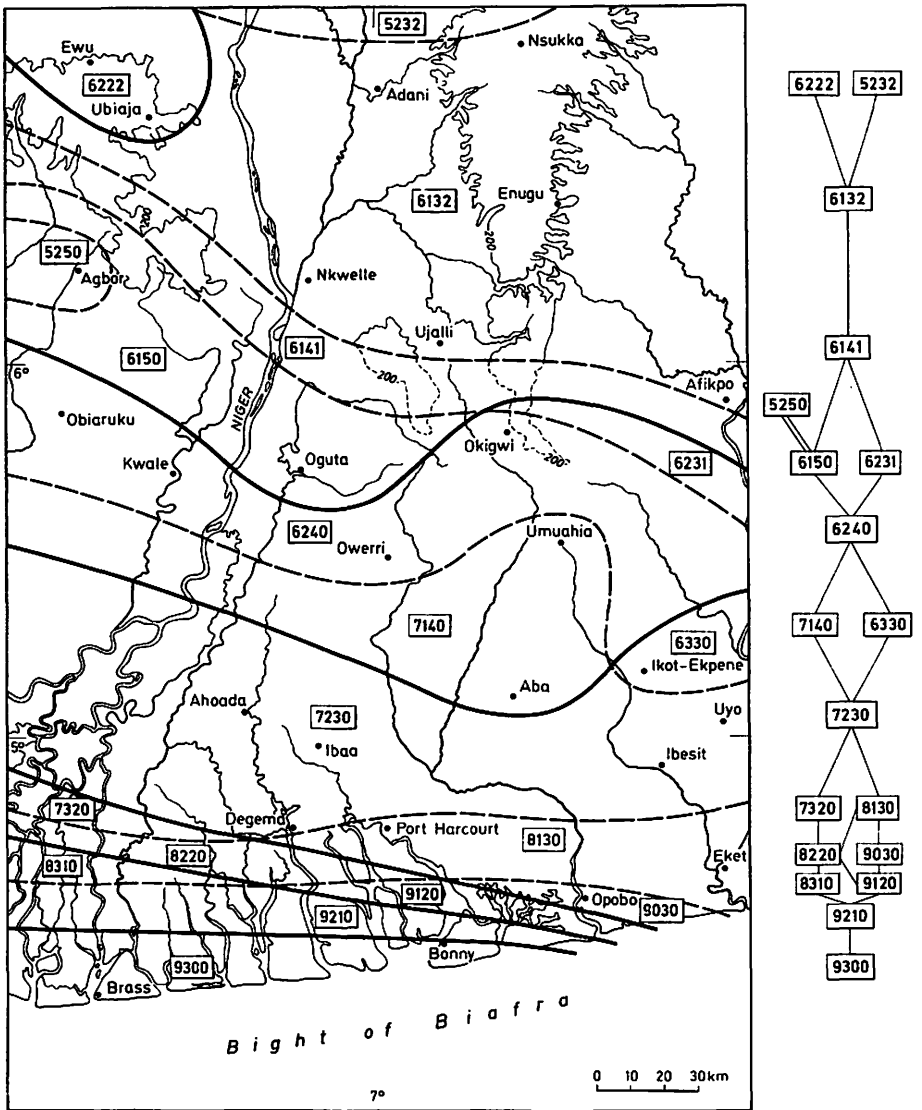 5232
Nsukka
Ewu
6222
Ubiaja
Adani
200
6132
Enugu
200
5250
Agbor
Nkwelle
Ujalli
6150
6141
6°
200
Afikpo
NIGER
Obiaruku
Okigwi
200
Kwale
Oguta
6231
6240
Owerri
Umuahia
7140
6330
Ikot-Ekpene
Aba
Ahoada
7230
Uyo
5°
Ibaa
Ibesit
7320
Degema
Port Harcourt
8220
8130
8310
Eket
9120
Opobo
9210
9030
Bonny
9300
Brass
Bight of Biafra
0 10 20 30km
7°
6222 5232
6132
6141
5250
6150 6231
6240
7140 6330
7230
7320 8130
8220 9030
8310 9120
9210
9300